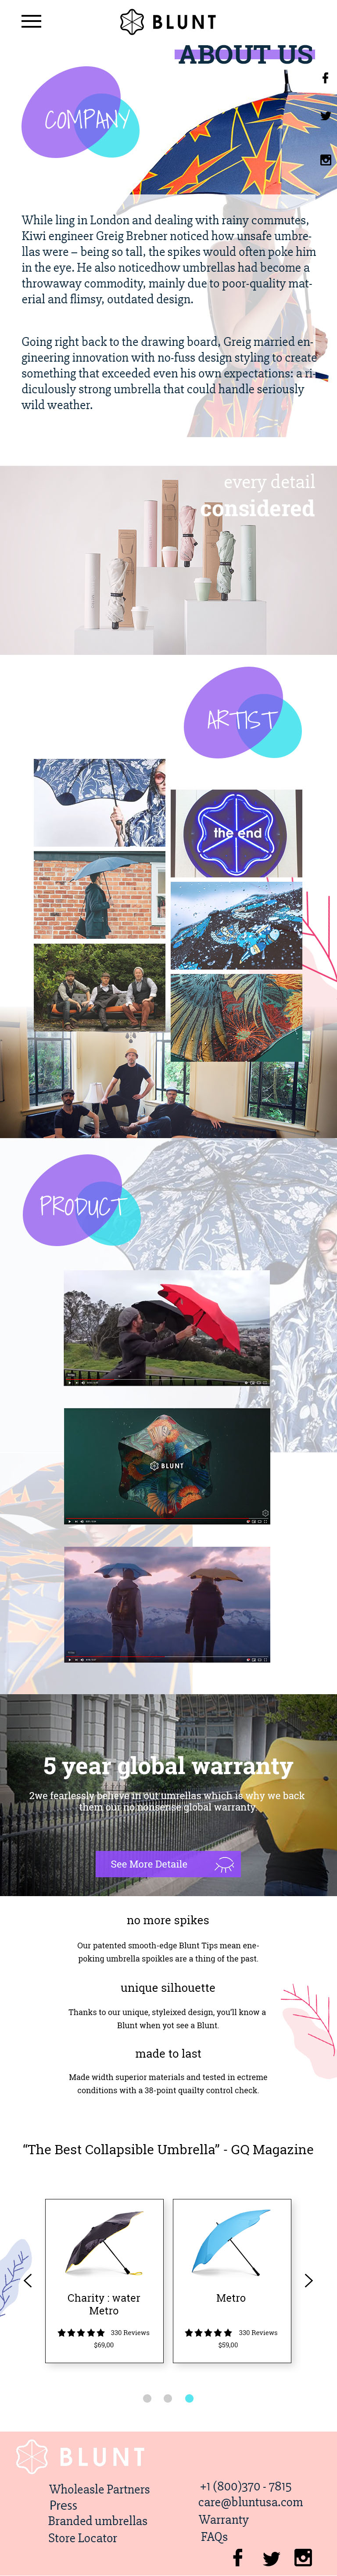 BLUNT
ABOUT US
COMPANY
While ling in London and dealing with rainy commutes,
Kiwi engineer Greig Brebner noticed how unsafe umbre-
llas were – being so tall, the spikes would often poke him
in the eye. He also noticedhow umbrellas had become a
throwaway commodity, mainly due to poor-quality mat-
erial and flimsy, outdated design.
Going right back to the drawing board, Greig married en-
gineering innovation with no-fuss design styling to create
something that exceeded even his own expectations: a ri-
diculously strong umbrella that could handle seriously
wild weather.
every detail
considered
ARTIST
the end
PRODUCT
BLUNT
5 year global warranty
2we fearlessly believe in out umrellas which is why we back
them our no nonsense global warranty.
See More Detaile
no more spikes
Our patented smooth-edge Blunt Tips mean ene-
poking umbrella spoikles are a thing of the past.
unique silhouette
Thanks to our unique, styleixed design, you'll know a
Blunt when yot see a Blunt.
made to last
Made width superior materials and tested in ectreme
conditions with a 38-point quailty control check.
“The Best Collapsible Umbrella” - GQ Magazine
Charity : water
Metro
330 Reviews
$69,00
Metro
330 Reviews
$59,00
BLUNT
Wholeasle Partners
Press
Branded umbrellas
Store Locator
+1 (800)370 - 7815
care@bluntusa.com
Warranty
FAQs